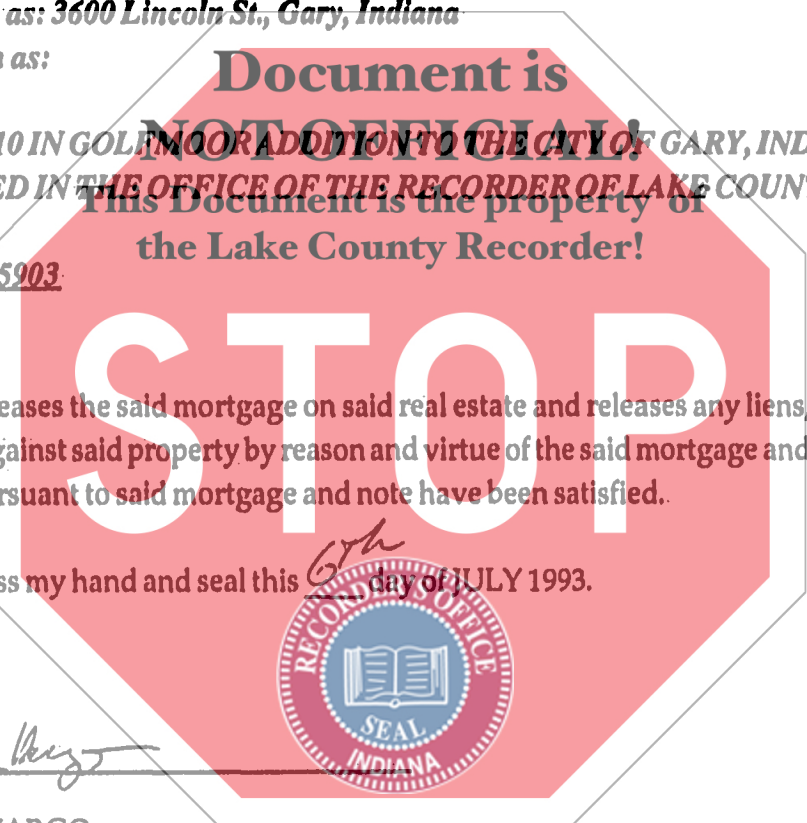 as: 3600 Lincoln St., Gary, Indiana
as:
Document is
10 IN GOLFMOOR ADDITION TO THE CITY OF GARY, IND
NOT OFFICIAL!
ED IN THE OFFICE OF THE RECORDER OF LAKE COUN
This Document is the property of
the Lake County Recorder!
5903
STOP
eases the said mortgage on said real estate and releases any liens,
gainst said property by reason and virtue of the said mortgage and
rsuant to said mortgage and note have been satisfied.
ss my hand and seal this 6th day of JULY 1993.
RECORDER'S OFFICE
SEAL
INDIANA